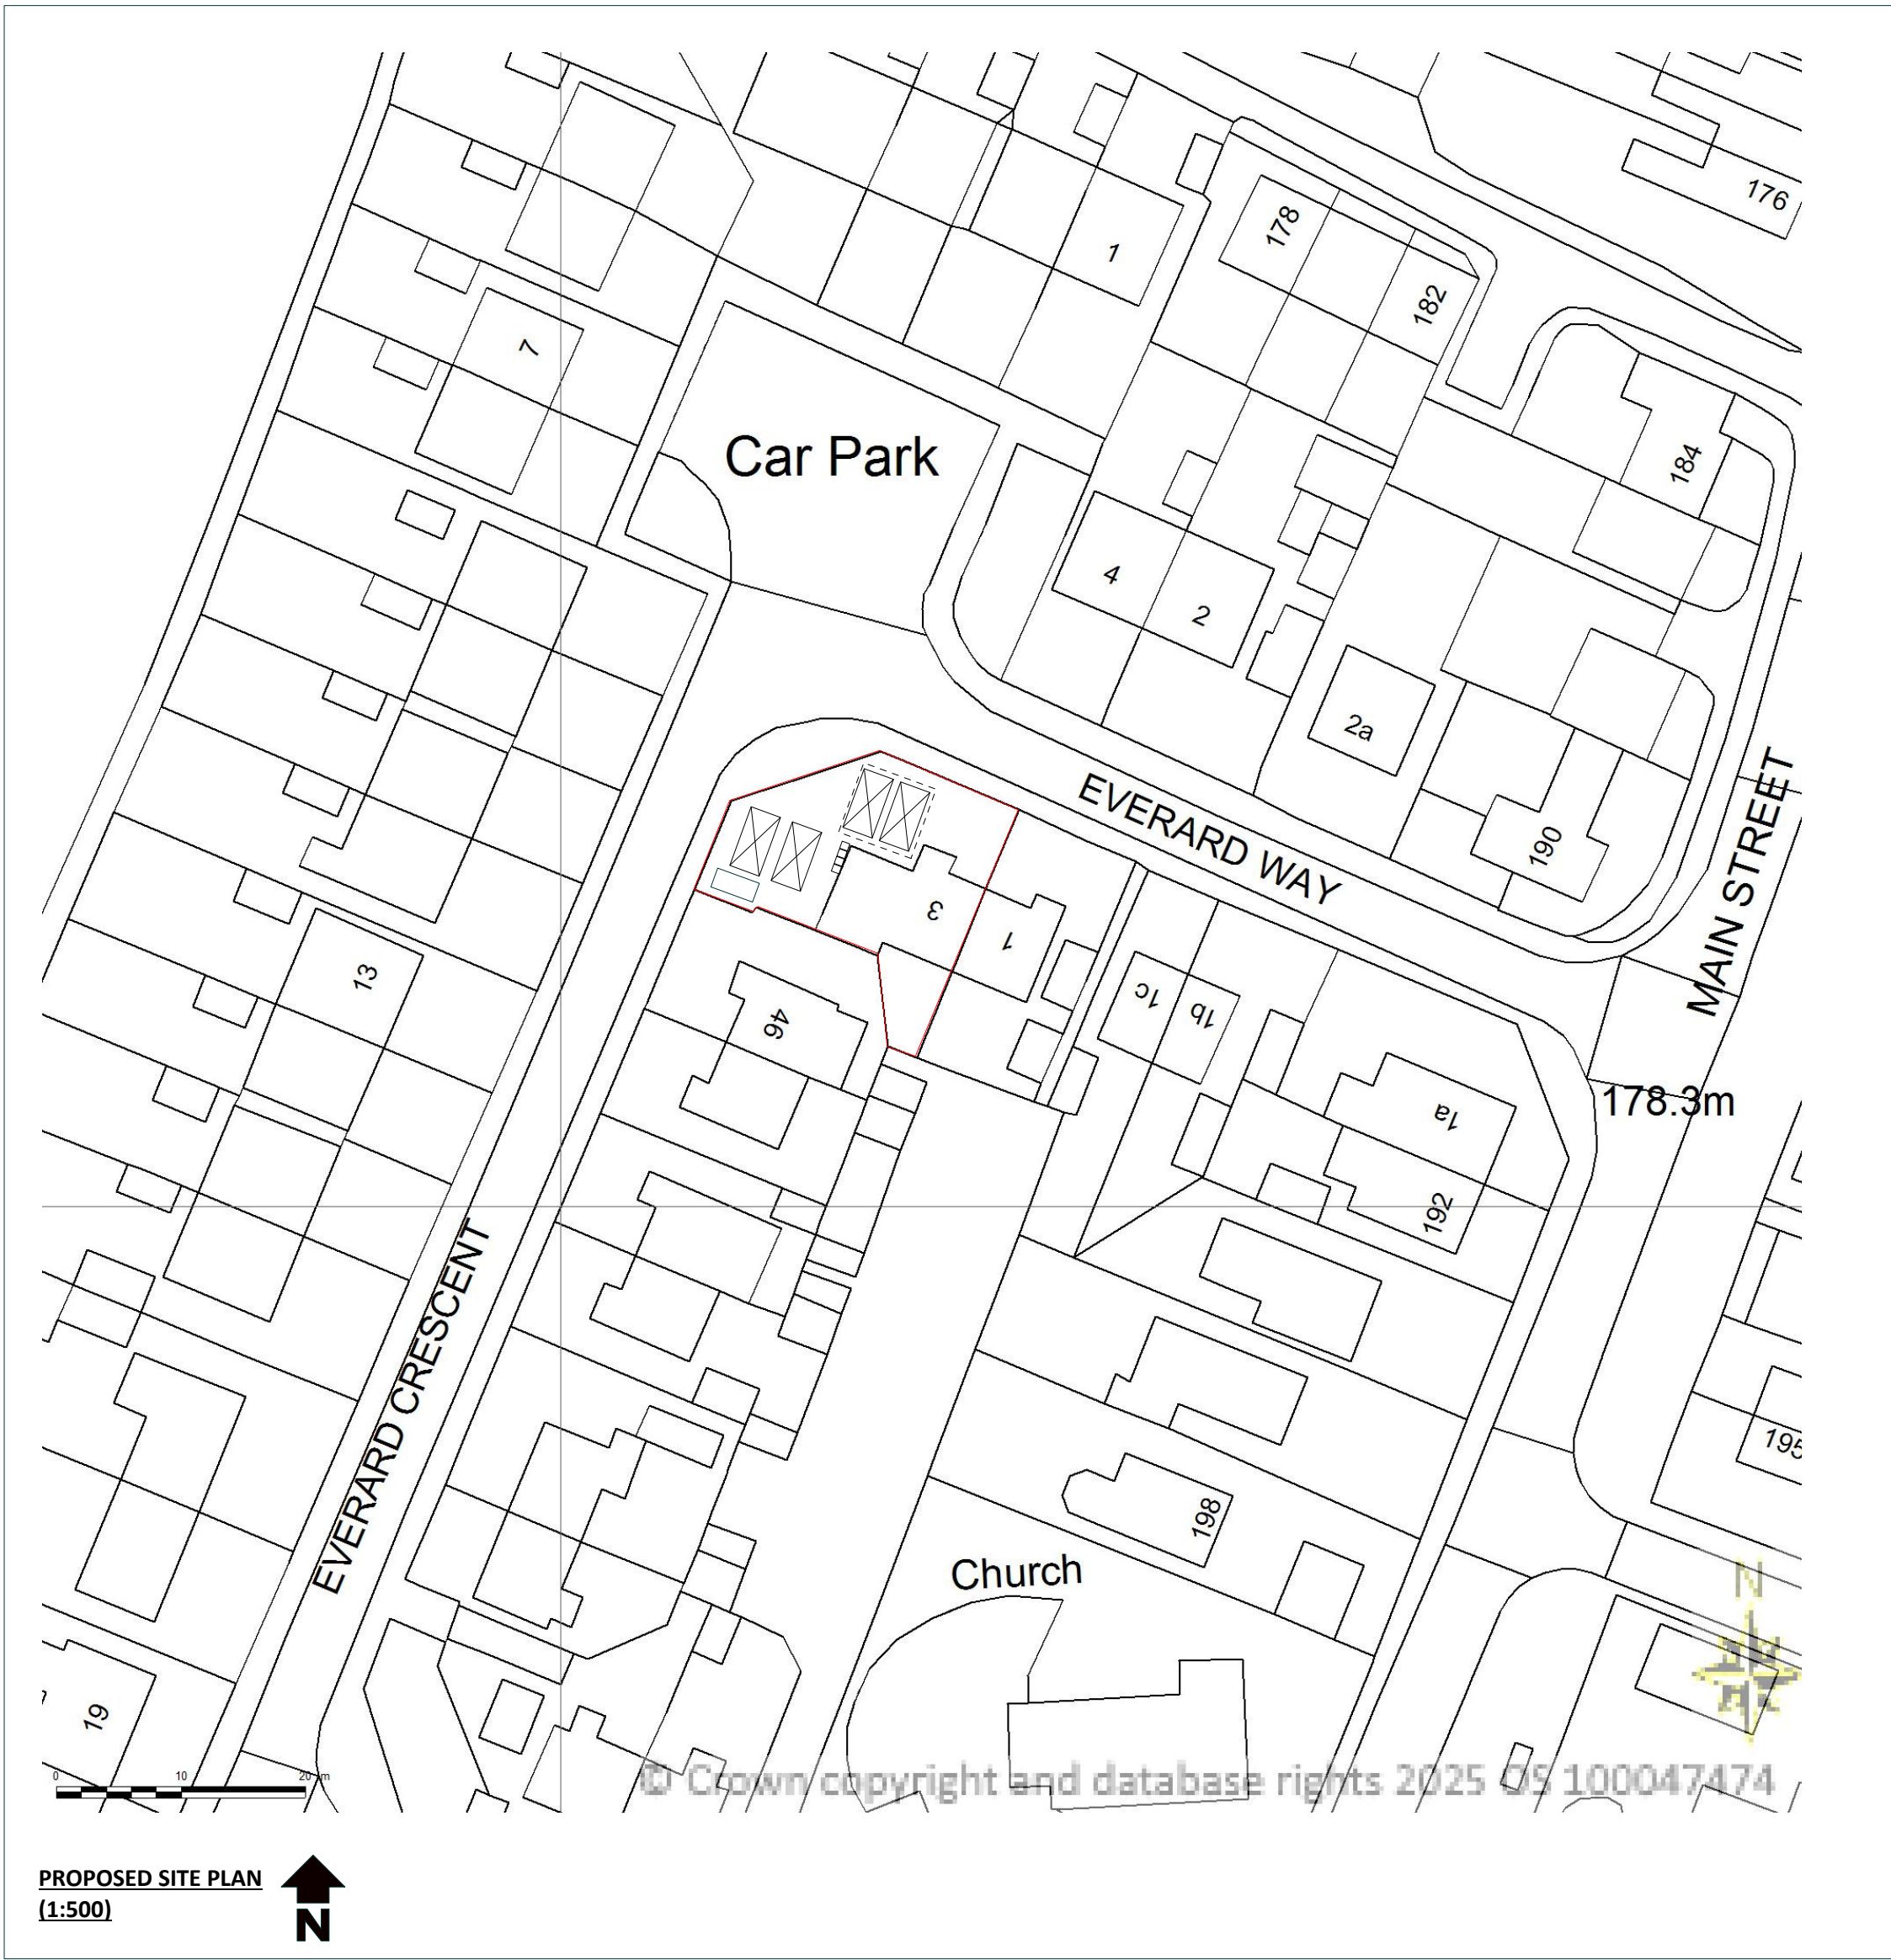 176
178
1
182
7
Car Park
184
4
2
2a
EVERARD WAY
190
MAIN STREET
3
1
13
1c
1b
46
178.3m
1a
192
EVERARD CRESCENT
195
198
Church
N
19
0 10 20 m
© Crown copyright and database rights 2025 OS 100047474
PROPOSED SITE PLAN
(1:500)
N